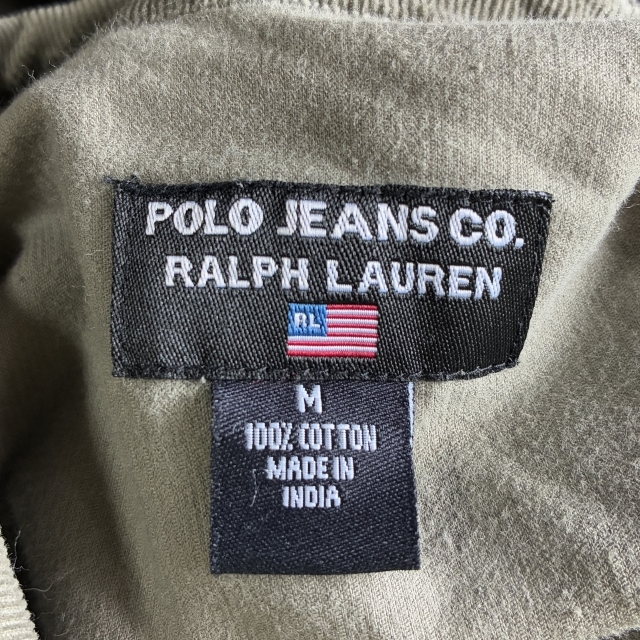 POLO JEANS CO.
RALPH LAUREN
RL
M
100% COTTON
MADE IN
INDIA